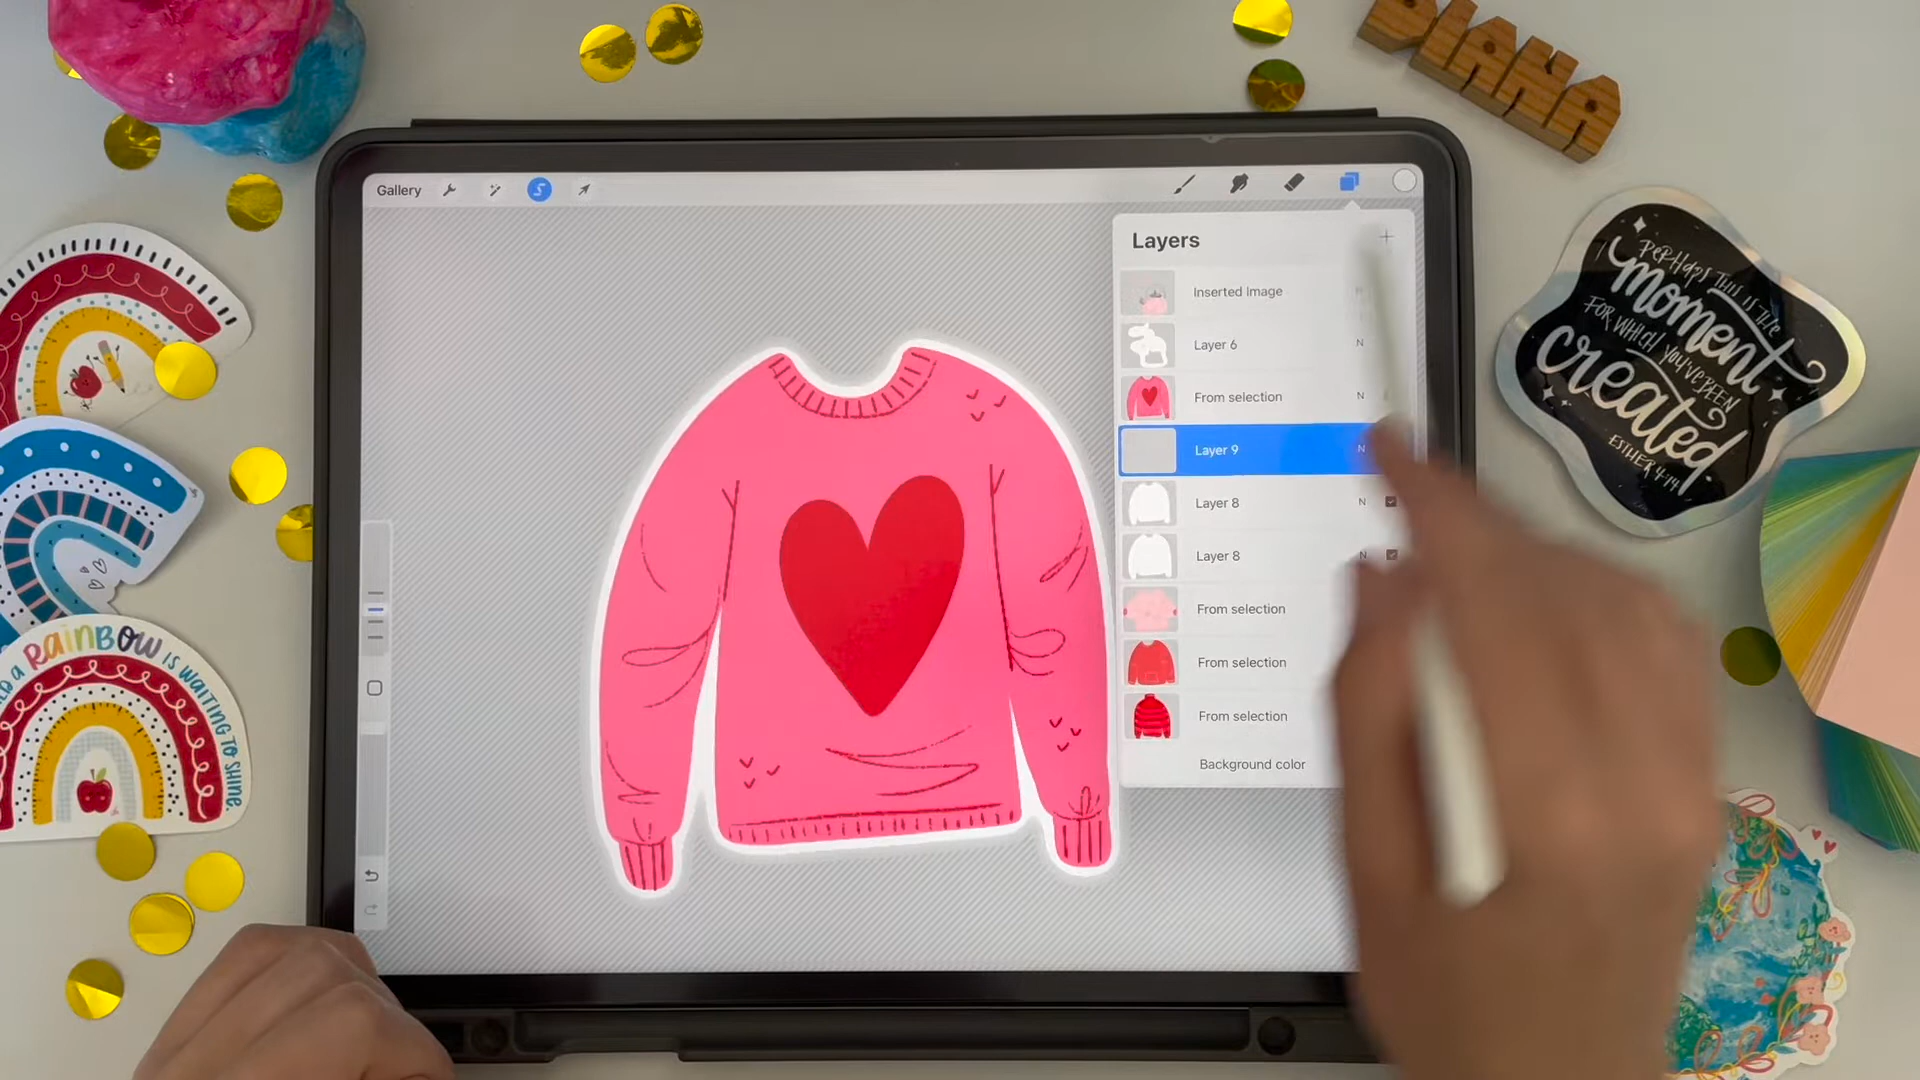 DIANA
Gallery
Layers
Inserted Image
Layer 6
N
From selection
N
Layer 9
N
Layer 8
N
Layer 8
N
From selection
From selection
From selection
Background color
PERHAPS THIS IS THE
moment
FOR WHICH YOU'VE BEEN
created
ESTHER 4:14
A RAINBOW IS WAITING TO SHINE